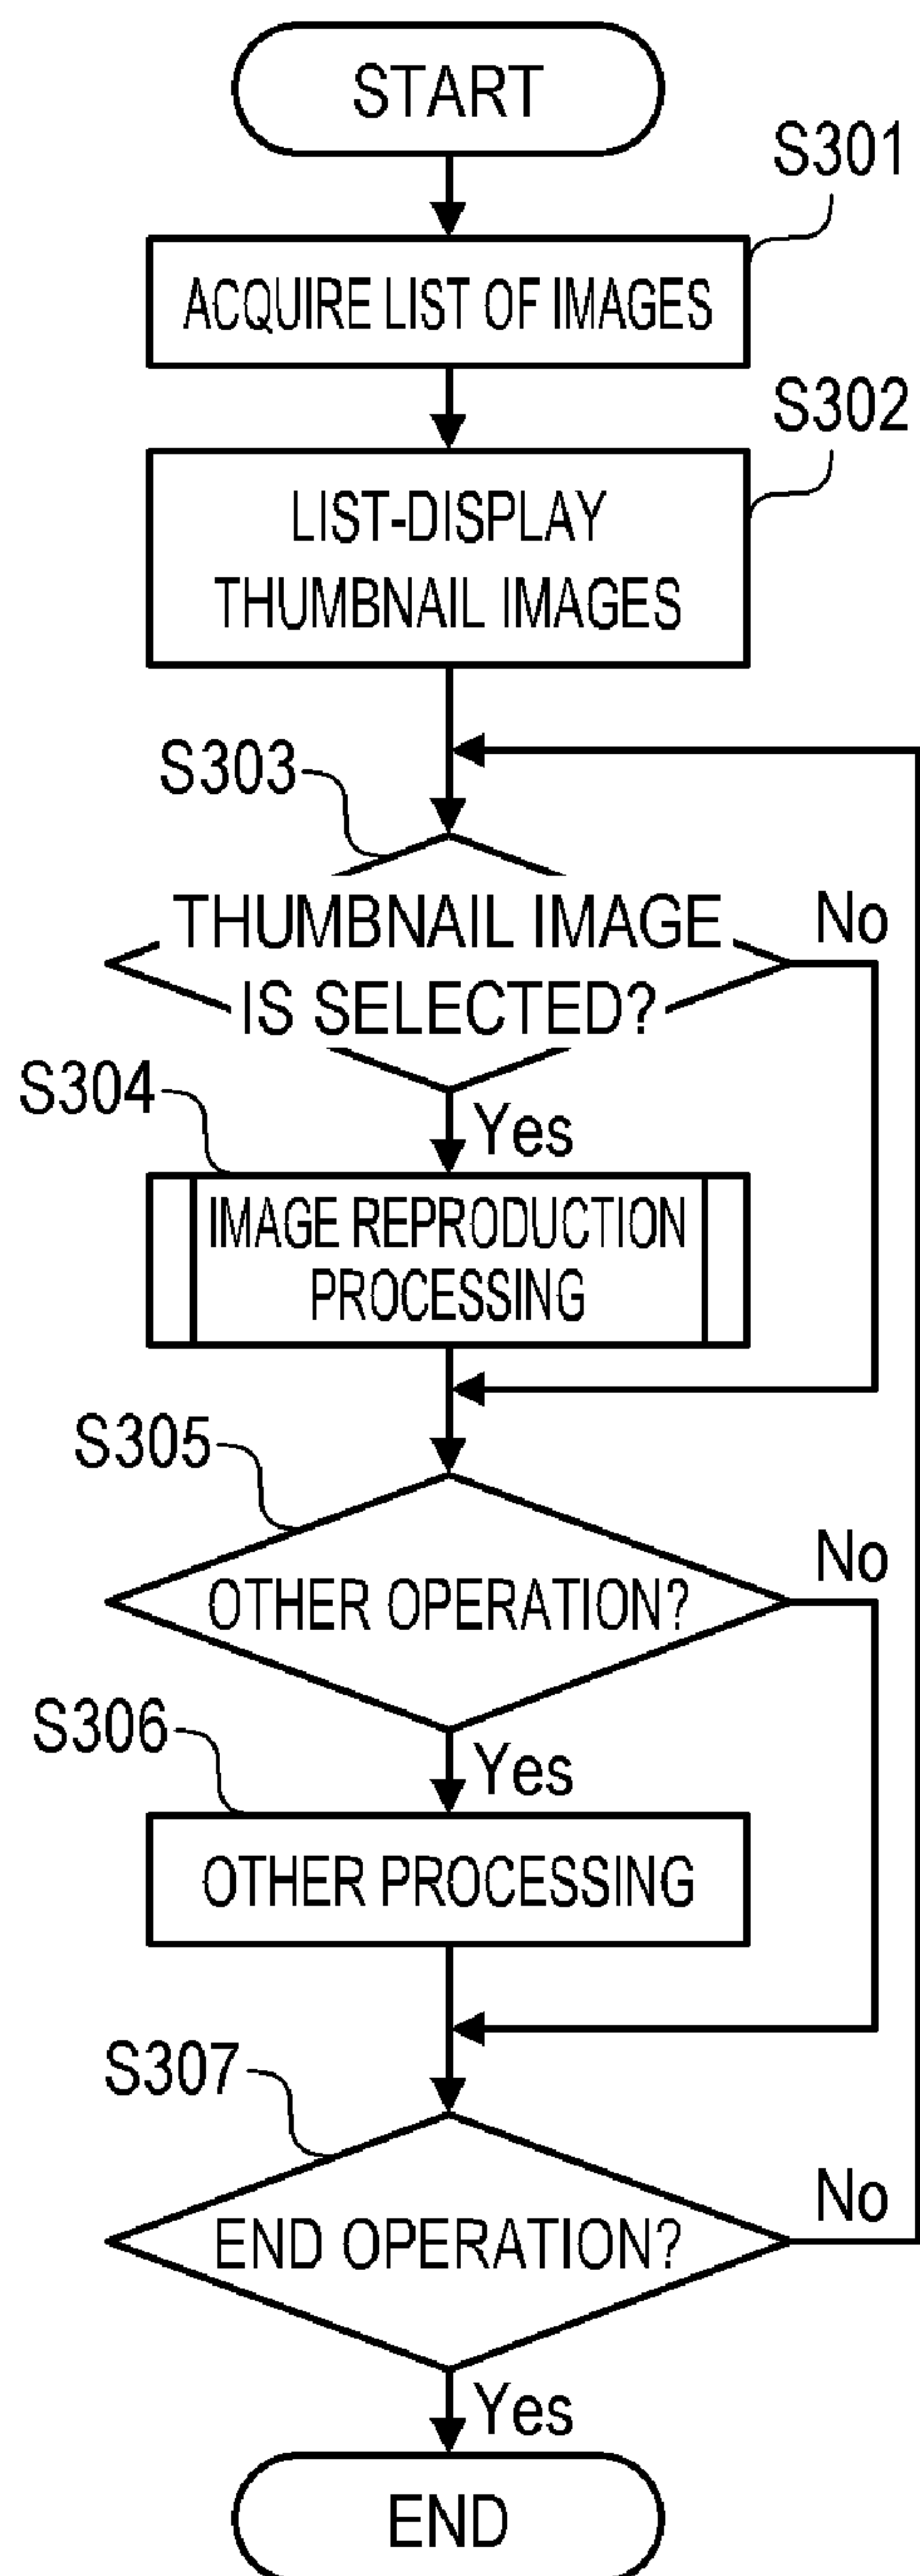 START
S301
ACQUIRE LIST OF IMAGES
S302
LIST-DISPLAY
THUMBNAIL IMAGES
S303
THUMBNAIL IMAGE
IS SELECTED?
No
S304
Yes
IMAGE REPRODUCTION
PROCESSING
S305
OTHER OPERATION?
No
S306
Yes
OTHER PROCESSING
S307
END OPERATION?
No
Yes
END